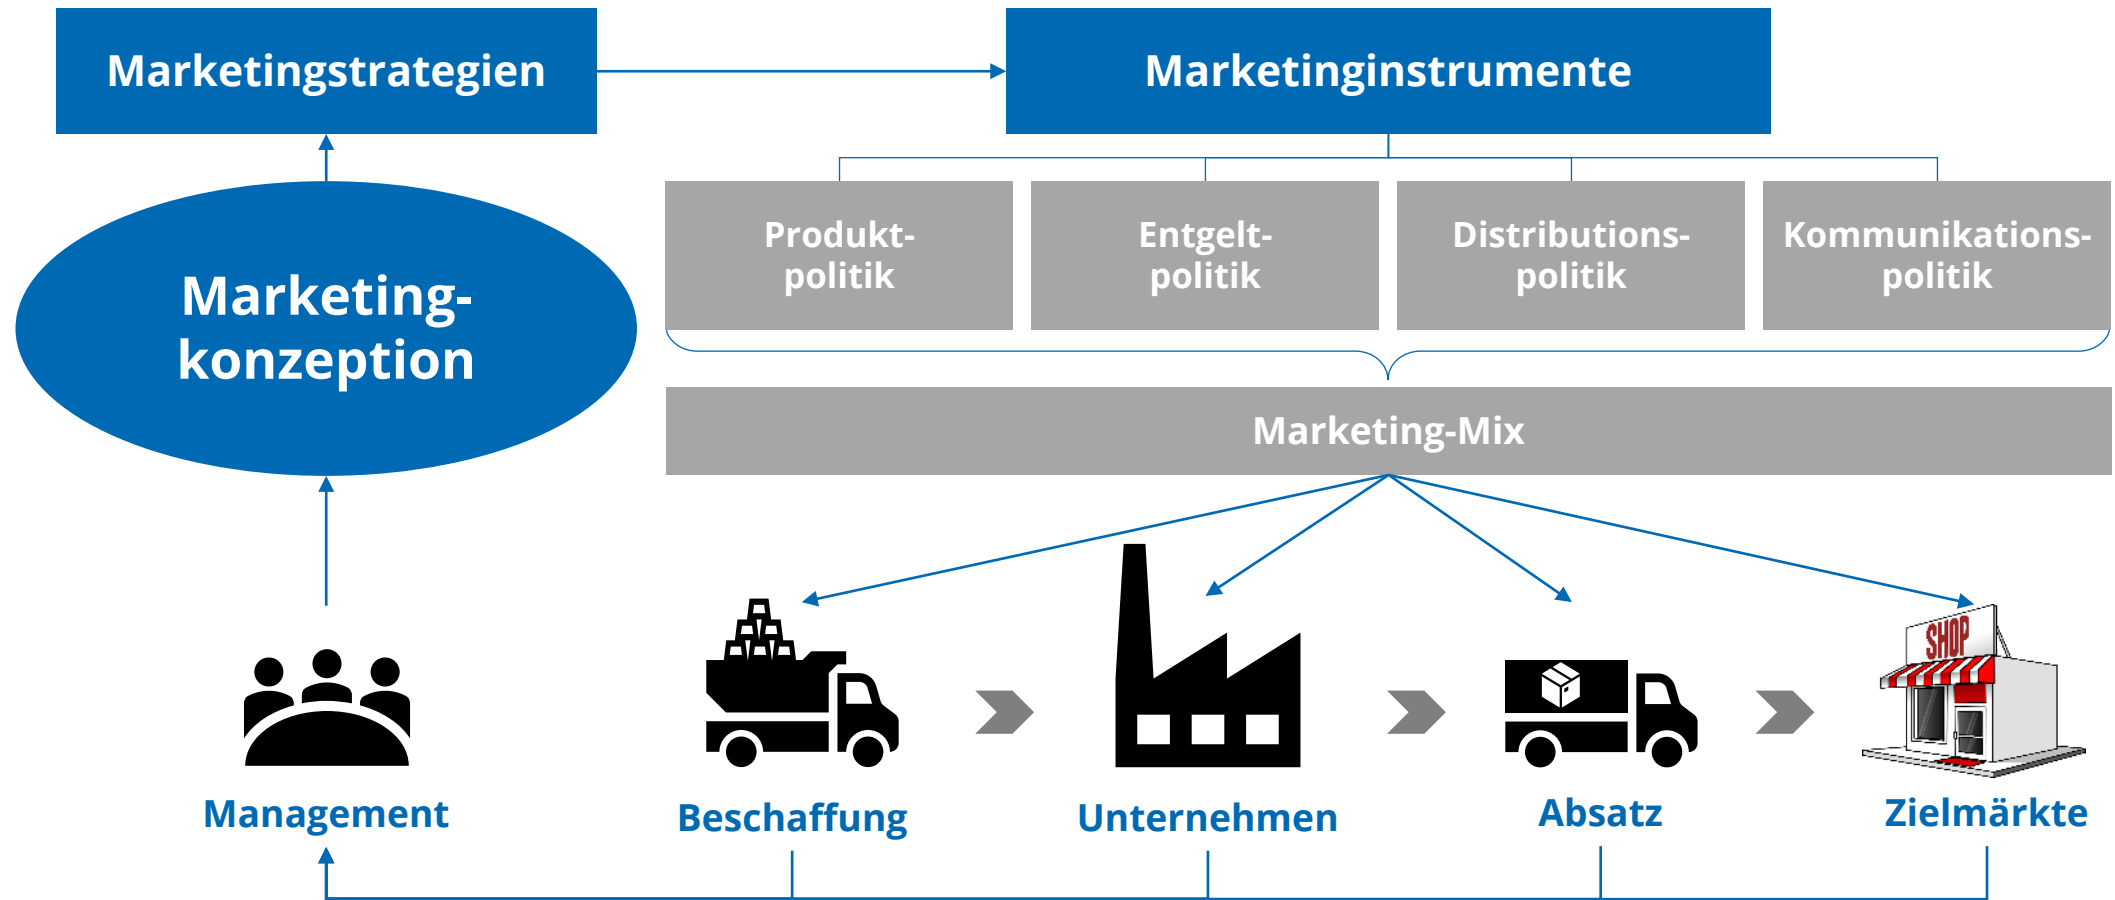 Marketingstrategien
Marketinginstrumente
Marketing-
konzeption
Produkt-
politik
Entgelt-
politik
Distributions-
politik
Kommunikations-
politik
Marketing-Mix
SHOP
Management
Beschaffung
Unternehmen
Absatz
Zielmärkte